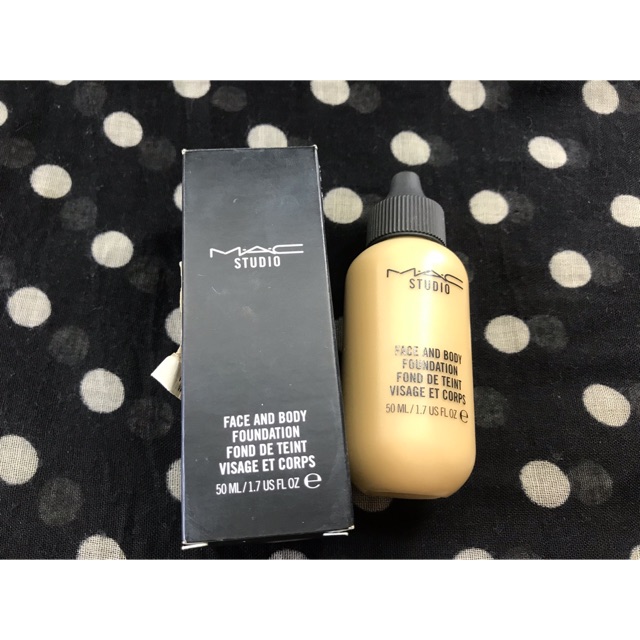 M·A·C
STUDIO
FACE AND BODY
FOUNDATION
FOND DE TEINT
VISAGE ET CORPS
50 ML / 1.7 US FL OZ ℮
M·A·C
STUDIO
FACE AND BODY
FOUNDATION
FOND DE TEINT
VISAGE ET CORPS
50 ML / 1.7 US FL OZ ℮